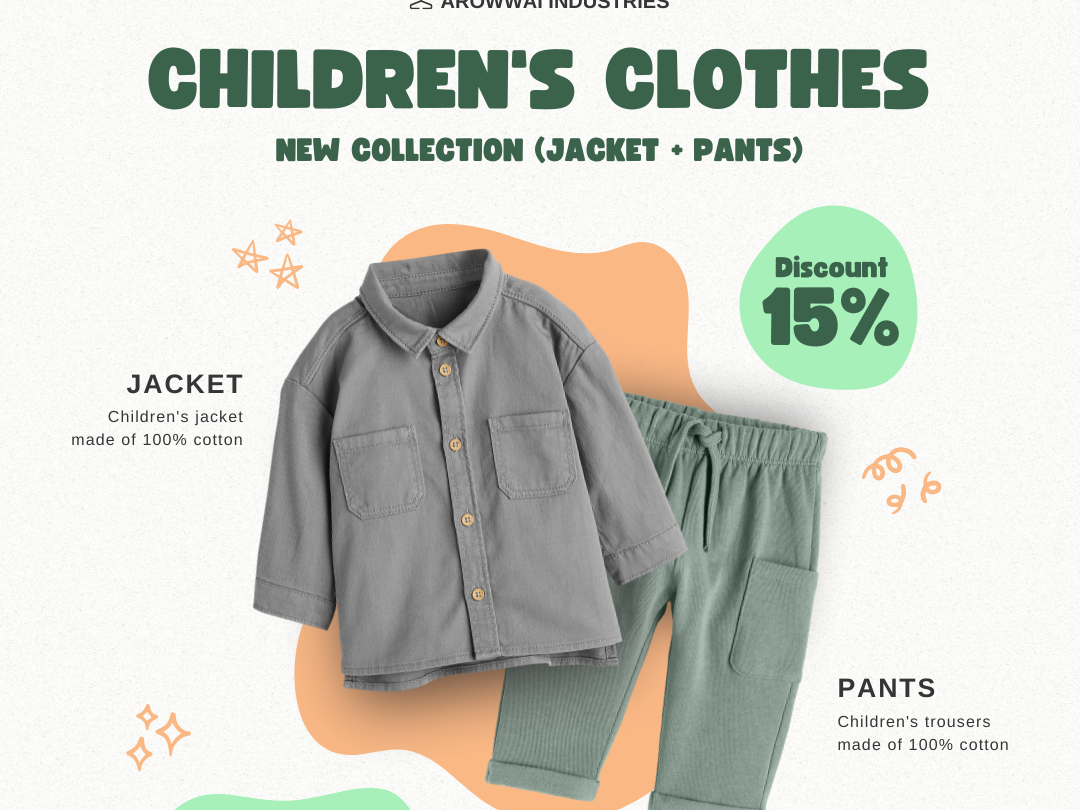 AROWWAI INDUSTRIES
CHILDREN'S CLOTHES
NEW COLLECTION (JACKET + PANTS)
Discount
15%
JACKET
Children's jacket
made of 100% cotton
PANTS
Children's trousers
made of 100% cotton